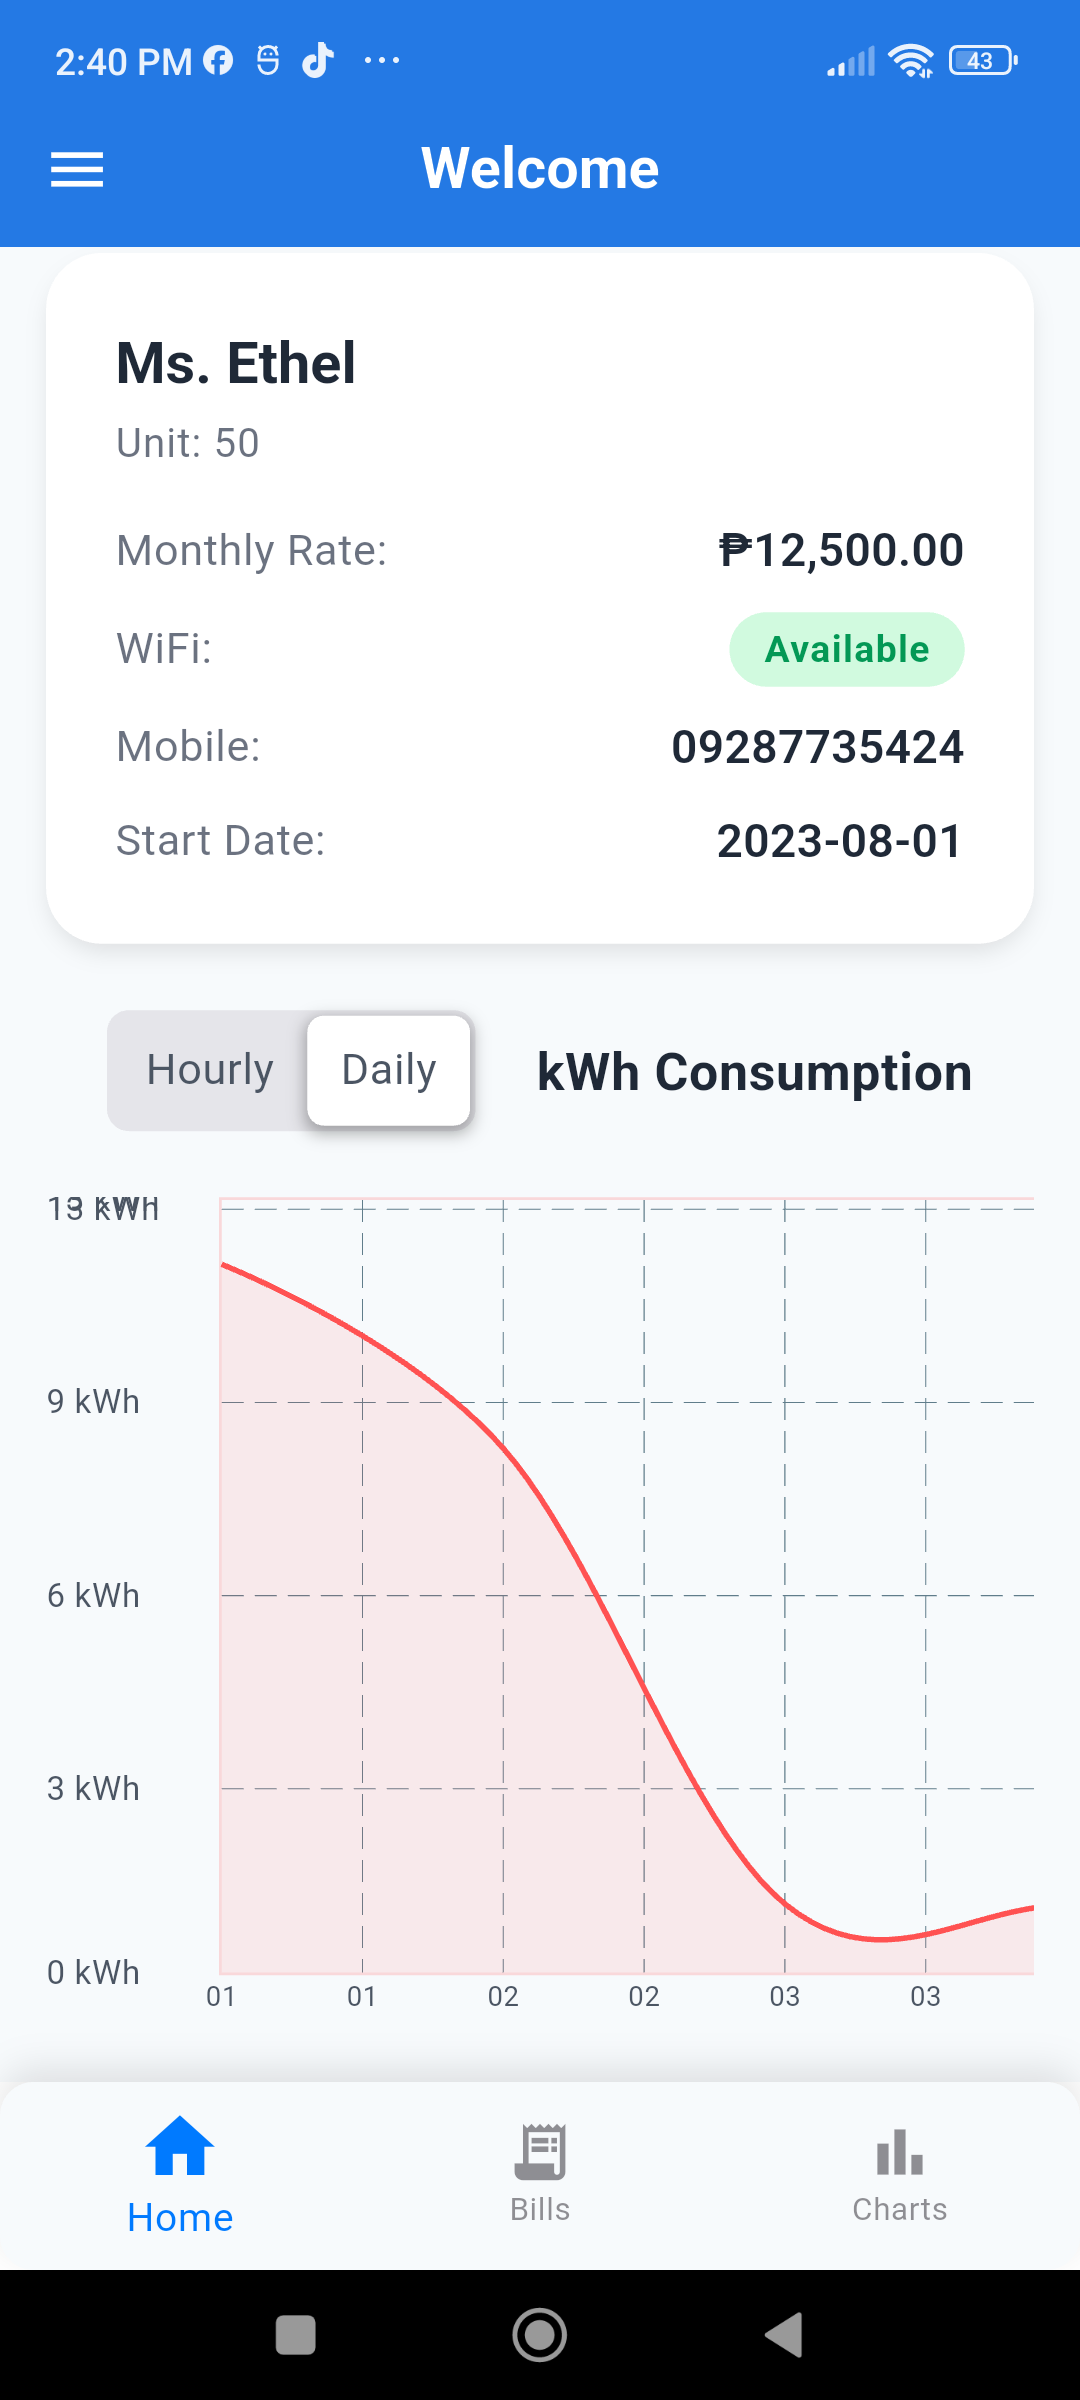 2:40 PM
43
Welcome
Ms. Ethel
Unit: 50
Monthly Rate: ₱12,500.00
WiFi: Available
Mobile: 09287735424
Start Date: 2023-08-01
Hourly Daily kWh Consumption
13 kWh
9 kWh
6 kWh
3 kWh
0 kWh
01 01 02 02 03 03
Home Bills Charts